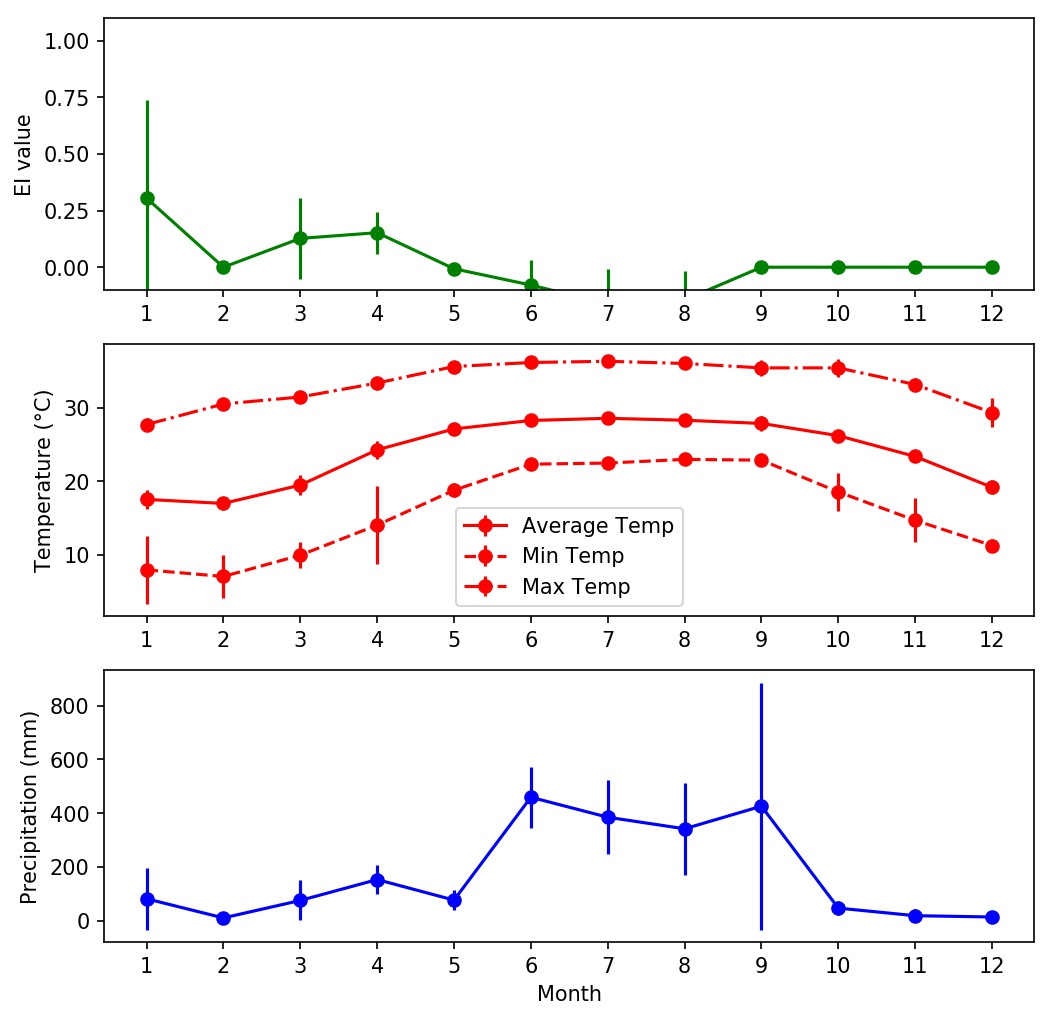 EI value
1.00
0.75
0.50
0.25
0.00
1 2 3 4 5 6 7 8 9 10 11 12
Temperature (°C)
30
20
10
Average Temp
Min Temp
Max Temp
1 2 3 4 5 6 7 8 9 10 11 12
Precipitation (mm)
800
600
400
200
0
1 2 3 4 5 6 7 8 9 10 11 12
Month